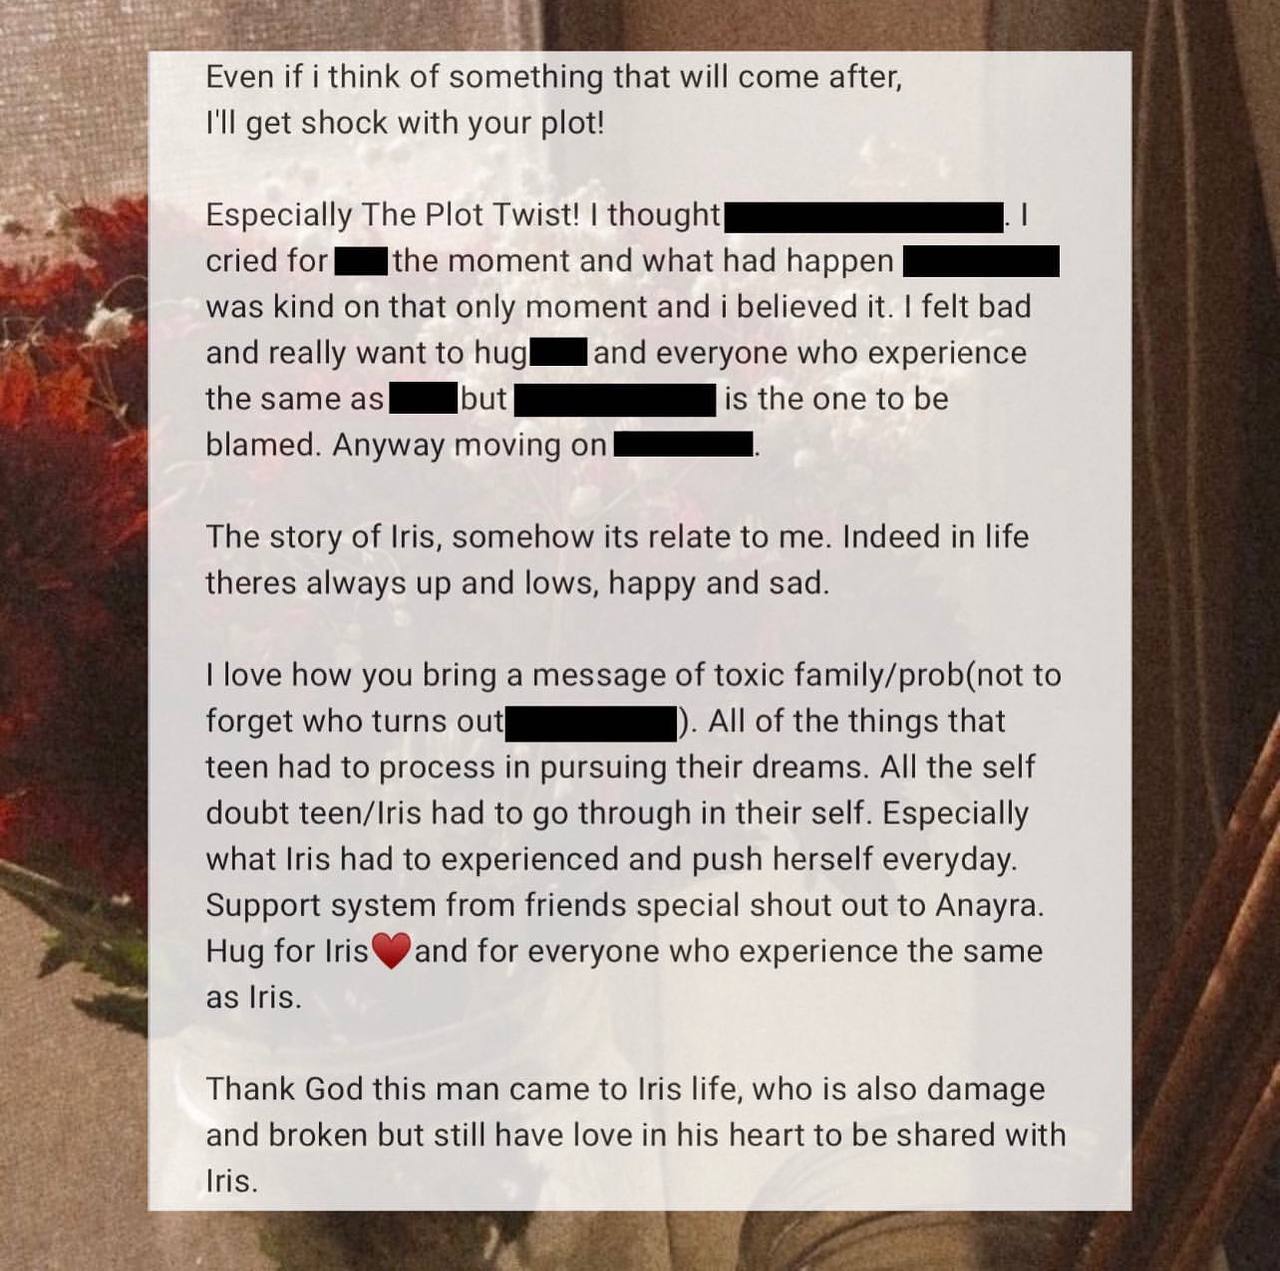 Even if i think of something that will come after,
I'll get shock with your plot!
Especially The Plot Twist! I thought . I
cried for the moment and what had happen
was kind on that only moment and i believed it. I felt bad
and really want to hug and everyone who experience
the same as but is the one to be
blamed. Anyway moving on .
The story of Iris, somehow its relate to me. Indeed in life
theres always up and lows, happy and sad.
I love how you bring a message of toxic family/prob(not to
forget who turns out ). All of the things that
teen had to process in pursuing their dreams. All the self
doubt teen/Iris had to go through in their self. Especially
what Iris had to experienced and push herself everyday.
Support system from friends special shout out to Anayra.
Hug for Iris♥️and for everyone who experience the same
as Iris.
Thank God this man came to Iris life, who is also damage
and broken but still have love in his heart to be shared with
Iris.